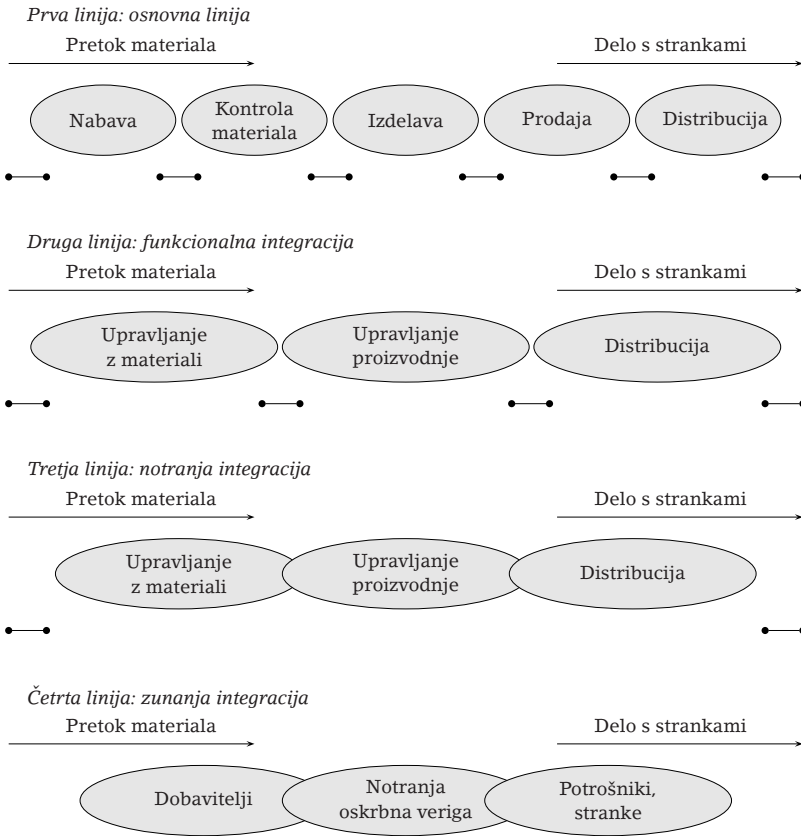 Prva linija: osnovna linija
Pretok materiala
Delo s strankami
Nabava
Kontrola
materiala
Izdelava
Prodaja
Distribucija
Druga linija: funkcionalna integracija
Pretok materiala
Delo s strankami
Upravljanje
z materiali
Upravljanje
proizvodnje
Distribucija
Tretja linija: notranja integracija
Pretok materiala
Delo s strankami
Upravljanje
z materiali
Upravljanje
proizvodnje
Distribucija
Četrta linija: zunanja integracija
Pretok materiala
Delo s strankami
Dobavitelji
Notranja
oskrbna veriga
Potrošniki,
stranke